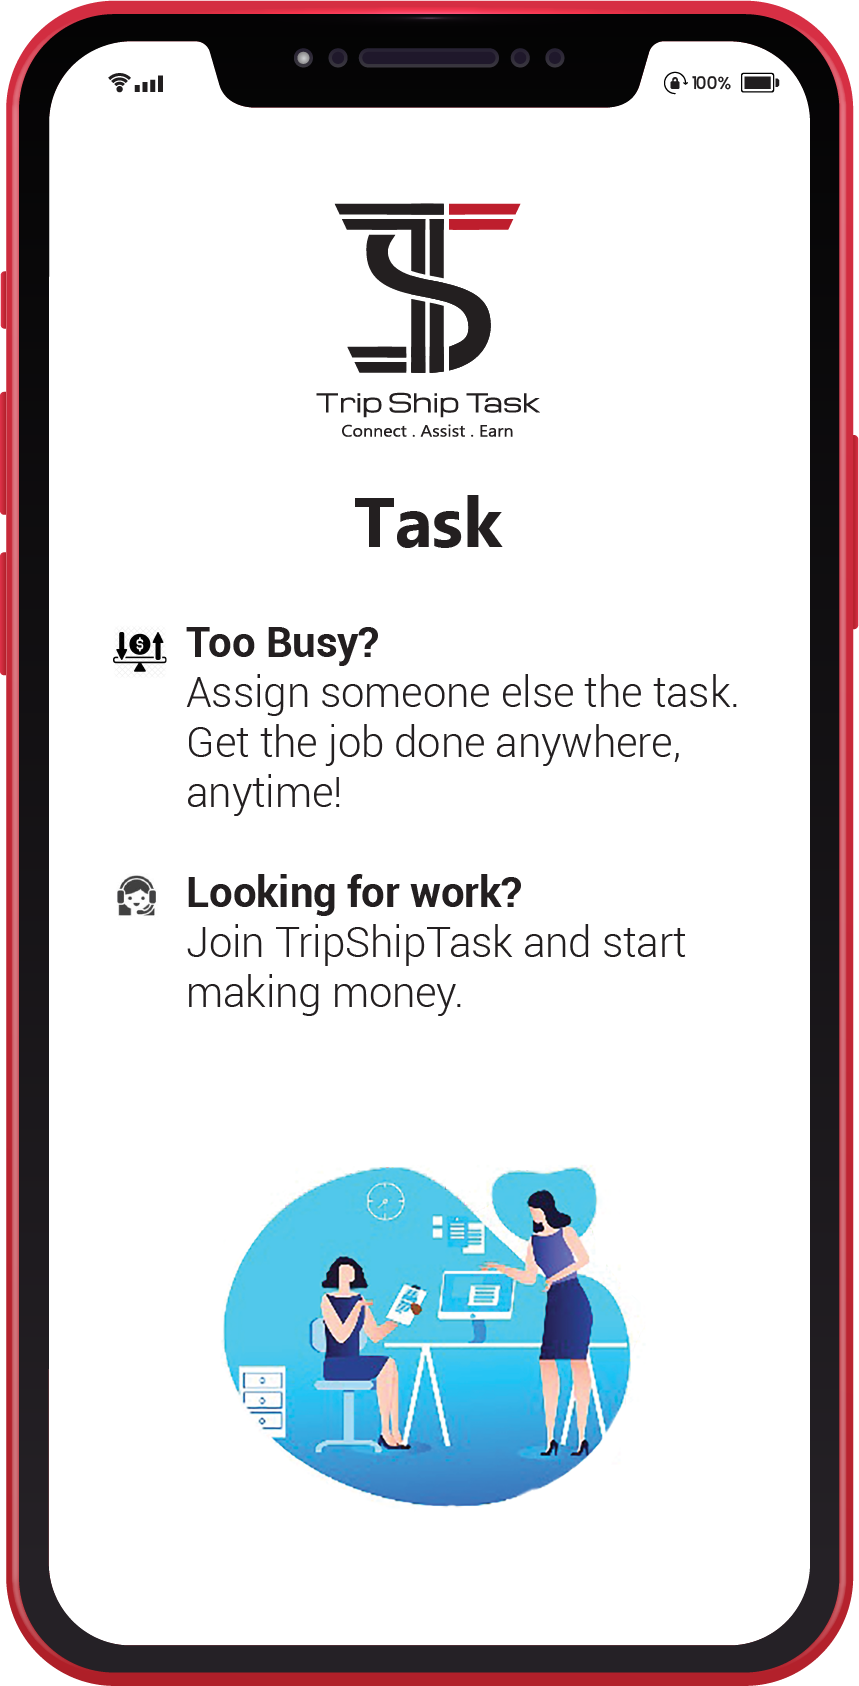 100%
Trip Ship Task
Connect . Assist . Earn
Task
Too Busy?
Assign someone else the task.
Get the job done anywhere,
anytime!
Looking for work?
Join TripShipTask and start
making money.